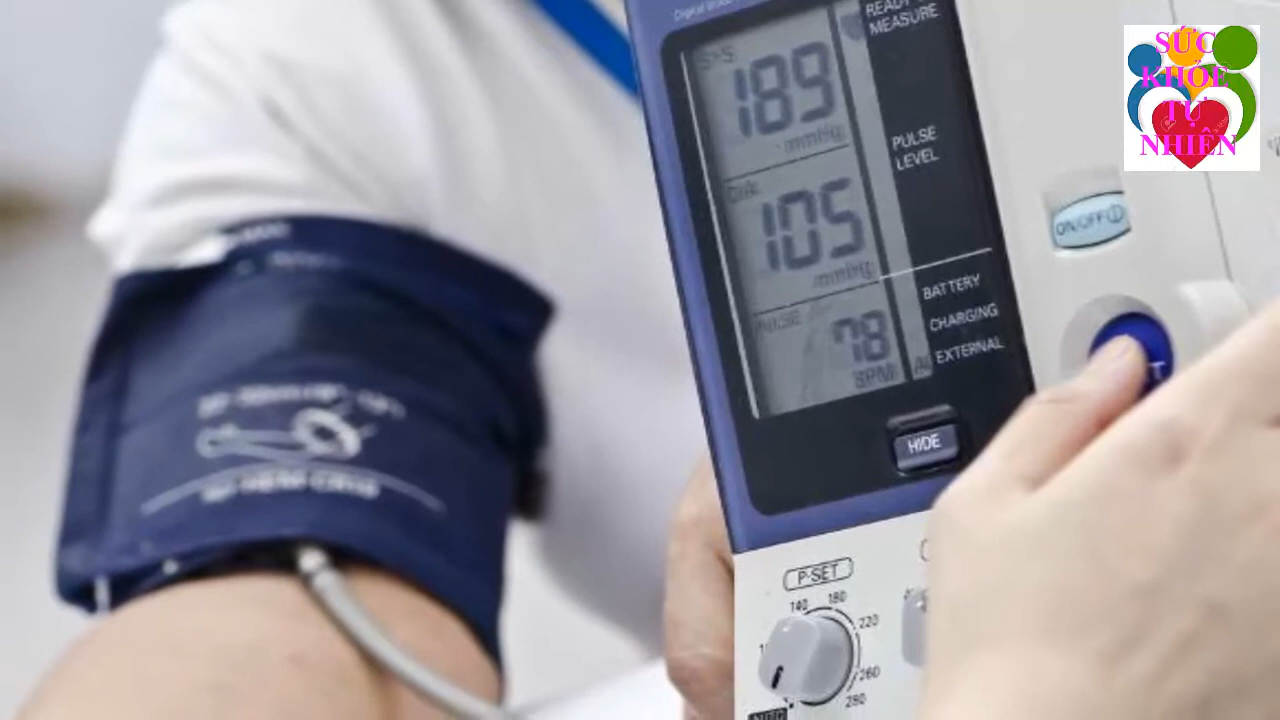 READY TO
MEASURE
SYS.
189
mmHg
PULSE
LEVEL
DIA.
105
mmHg
PULSE
78
BPM
BATTERY
CHARGING
EXTERNAL
HIDE
ON/OFF
P-SET
140
180
220
260
280
SỨC
KHỎE
TỰ
NHIÊN